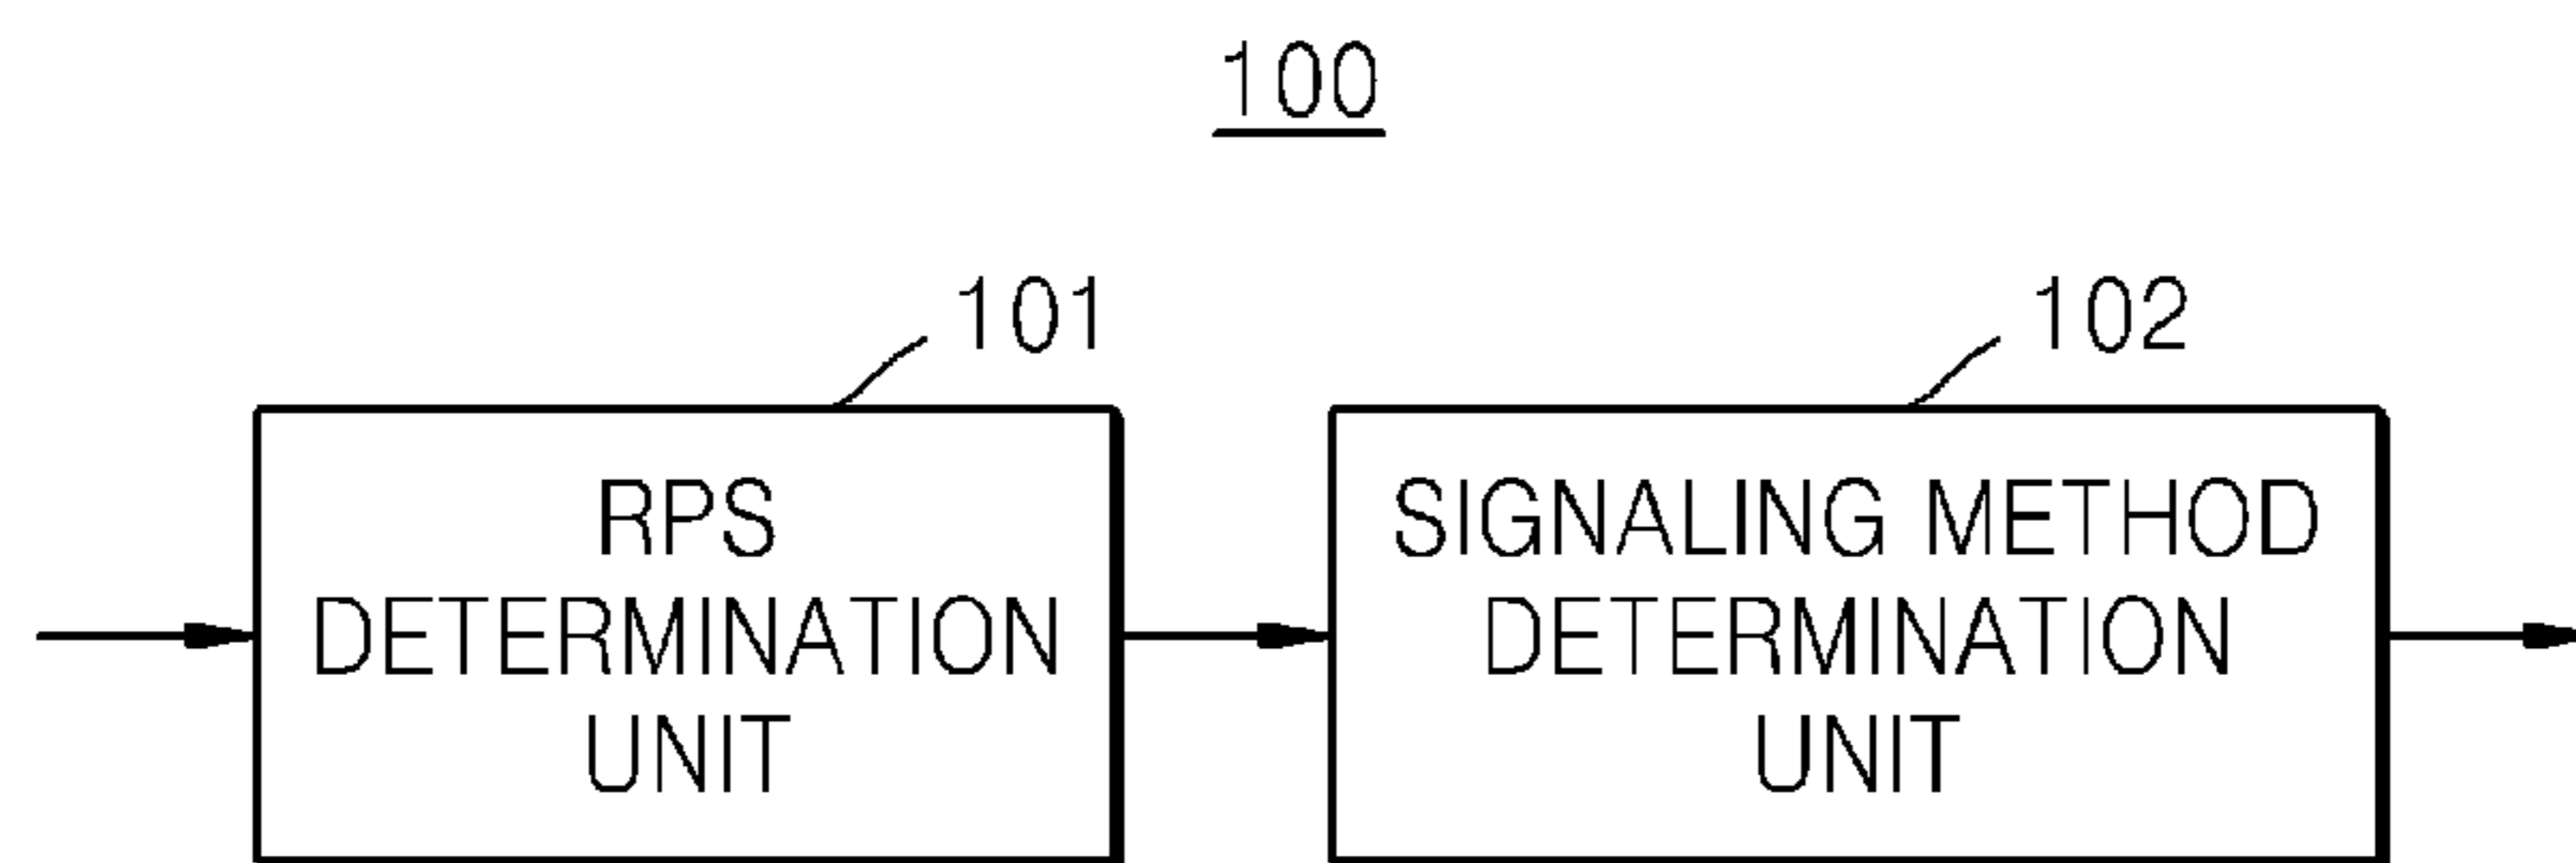 100
101
102
RPS
DETERMINATION
UNIT
SIGNALING METHOD
DETERMINATION
UNIT